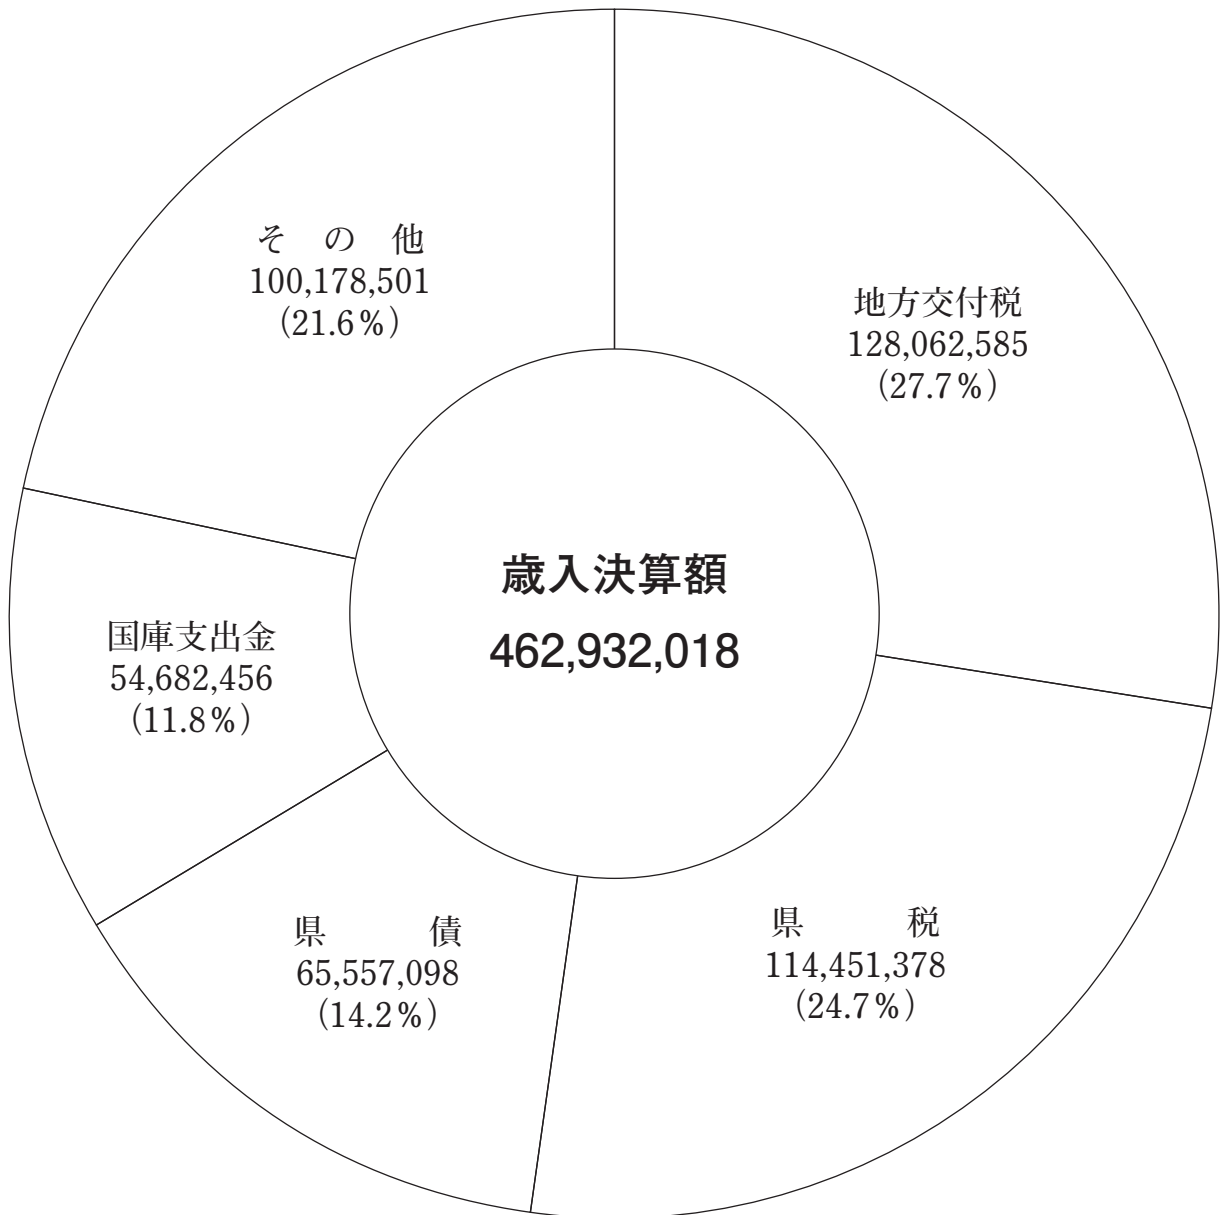 その他
100,178,501
(21.6%)
地方交付税
128,062,585
(27.7%)
歳入決算額
462,932,018
国庫支出金
54,682,456
(11.8%)
県債
65,557,098
(14.2%)
県税
114,451,378
(24.7%)